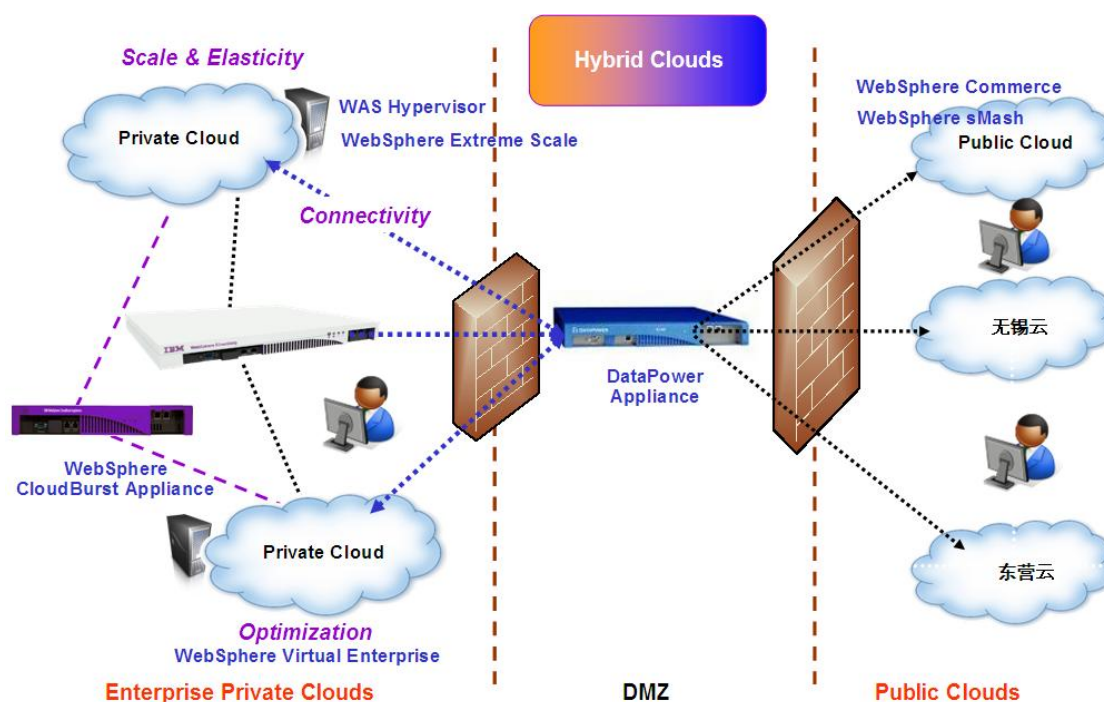 Hybrid Clouds
Scale & Elasticity
Private Cloud
WAS Hypervisor
WebSphere Extreme Scale
Connectivity
IBM
WebSphere
CloudBurst Appliance
Private Cloud
Optimization
WebSphere Virtual Enterprise
Enterprise Private Clouds
DATAPOWER
DataPower
Appliance
DMZ
WebSphere Commerce
WebSphere sMash
Public Cloud
无锡云
东营云
Public Clouds